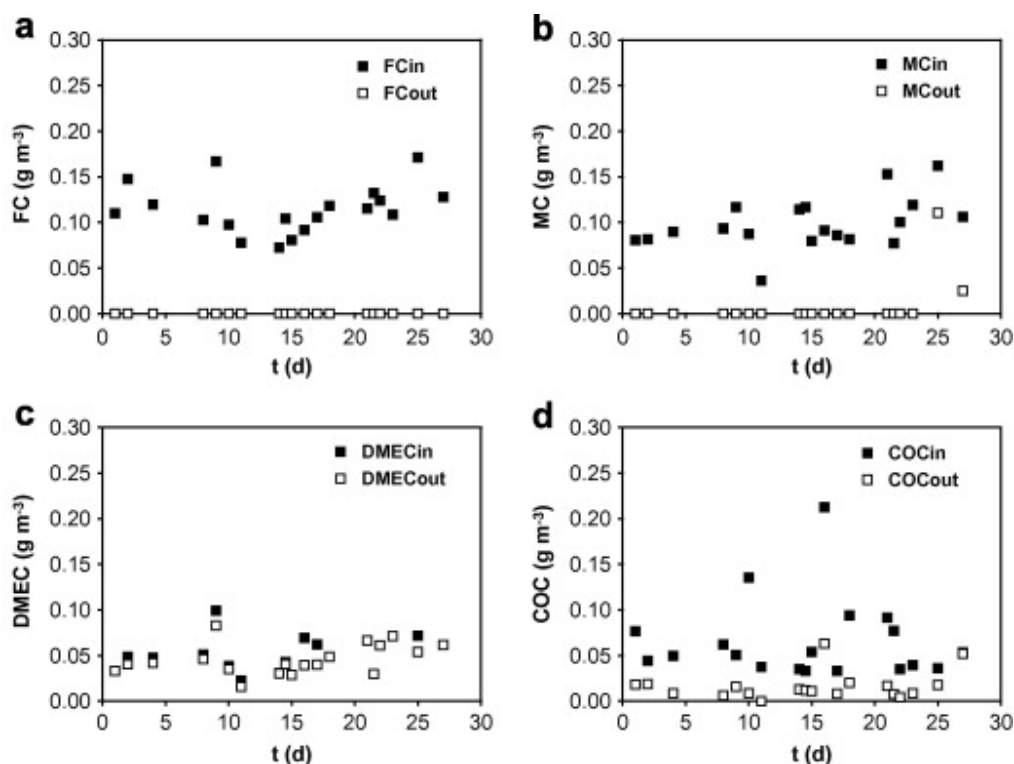 a
0.30
0.25
0.20
0.15
0.10
0.05
0.00
FC (g m⁻³)
FCin
FCout
0 5 10 15 20 25 30
t (d)
b
0.30
0.25
0.20
0.15
0.10
0.05
0.00
MC (g m⁻³)
MCin
MCout
0 5 10 15 20 25 30
t (d)
c
0.30
0.25
0.20
0.15
0.10
0.05
0.00
DMEC (g m⁻³)
DMECin
DMECout
0 5 10 15 20 25 30
t (d)
d
0.30
0.25
0.20
0.15
0.10
0.05
0.00
COC (g m⁻³)
COCin
COCout
0 5 10 15 20 25 30
t (d)